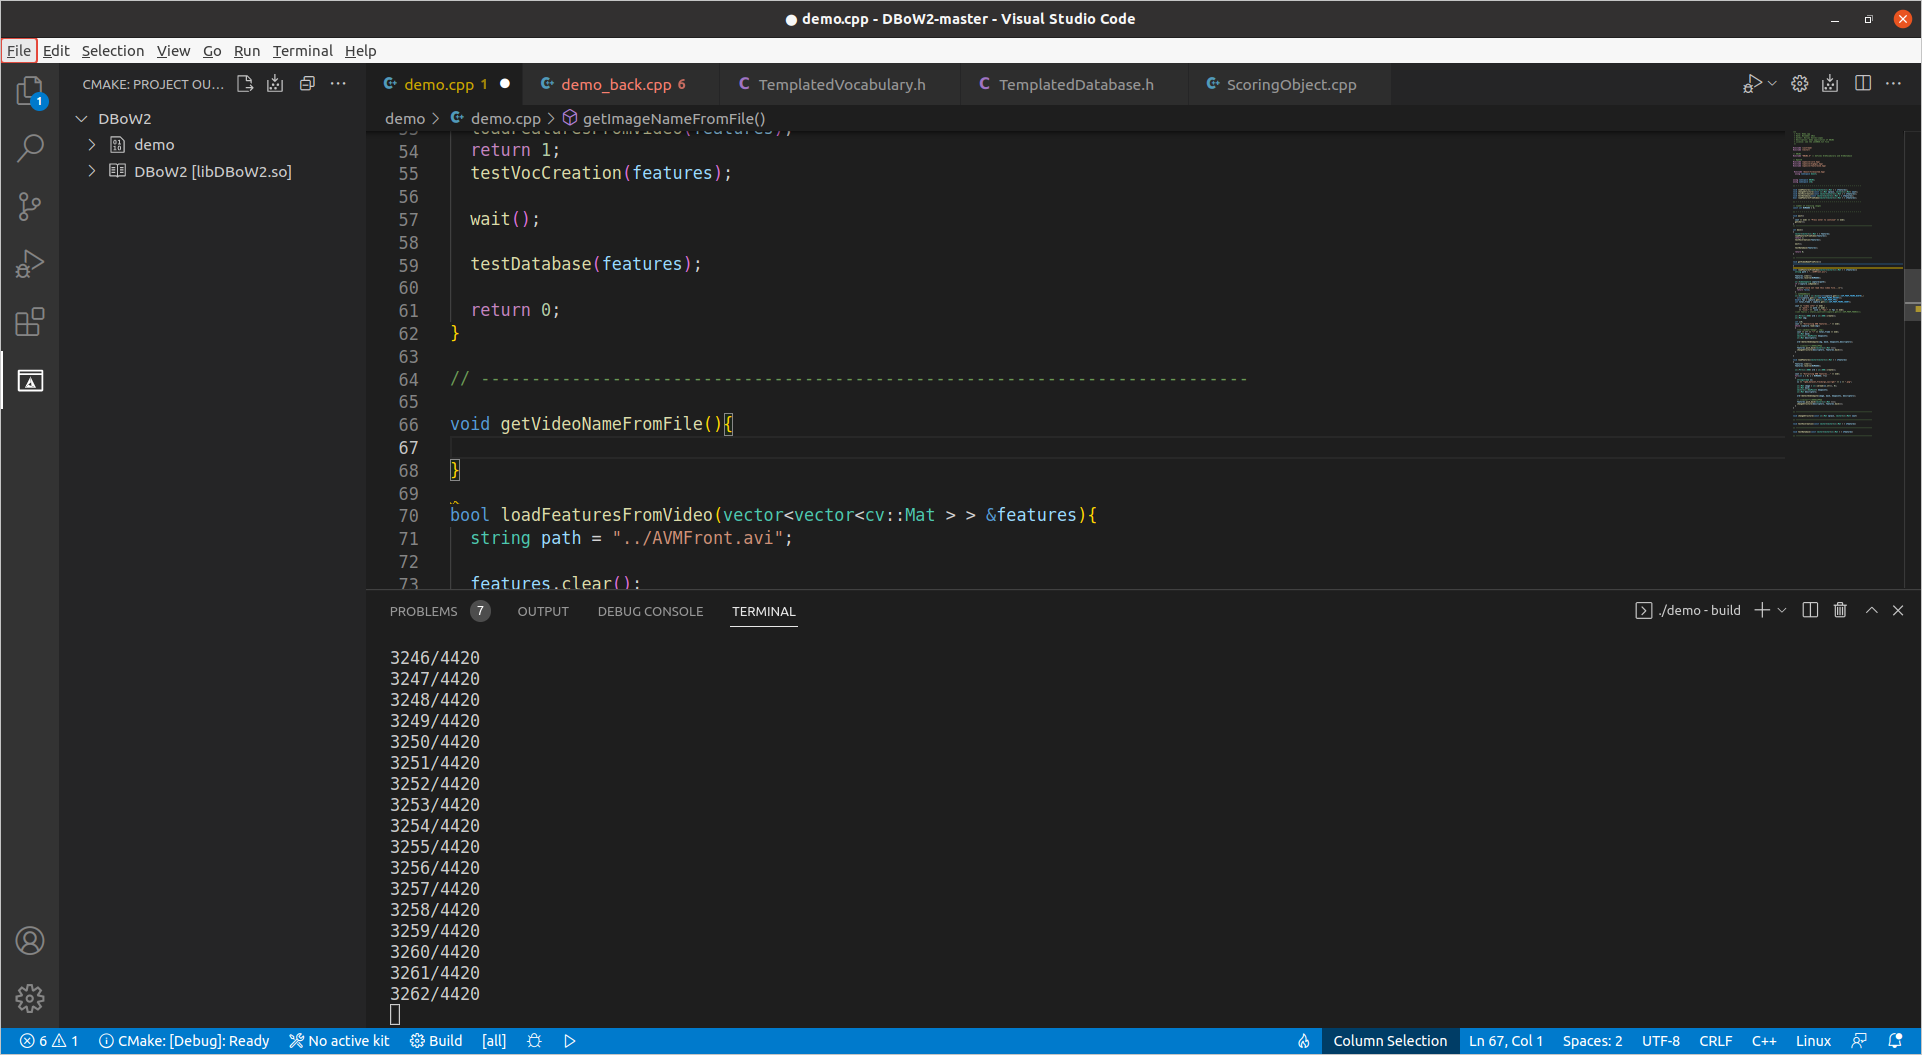 demo.cpp - DBoW2-master - Visual Studio Code
File Edit Selection View Go Run Terminal Help
CMAKE: PROJECT OU...
demo.cpp 1
demo_back.cpp 6
TemplatedVocabulary.h
TemplatedDatabase.h
ScoringObject.cpp
1
DBoW2
demo
DBoW2 [libDBoW2.so]
demo > demo.cpp > getImageNameFromFile()
53 loadFeaturesFromVideo(features);
54 return 1;
55 testVocCreation(features);
56
57 wait();
58
59 testDatabase(features);
60
61 return 0;
62 }
63
64 // ----------------------------------------------------------------------------
65
66 void getVideoNameFromFile(){
67
68 }
69
70 bool loadFeaturesFromVideo(vector<vector<cv::Mat > > &features){
71 string path = "../AVMFront.avi";
72
73 features.clear();
PROBLEMS 7 OUTPUT DEBUG CONSOLE TERMINAL
./demo - build
3246/4420
3247/4420
3248/4420
3249/4420
3250/4420
3251/4420
3252/4420
3253/4420
3254/4420
3255/4420
3256/4420
3257/4420
3258/4420
3259/4420
3260/4420
3261/4420
3262/4420
6 1 CMake: [Debug]: Ready No active kit Build [all] Column Selection Ln 67, Col 1 Spaces: 2 UTF-8 CRLF C++ Linux